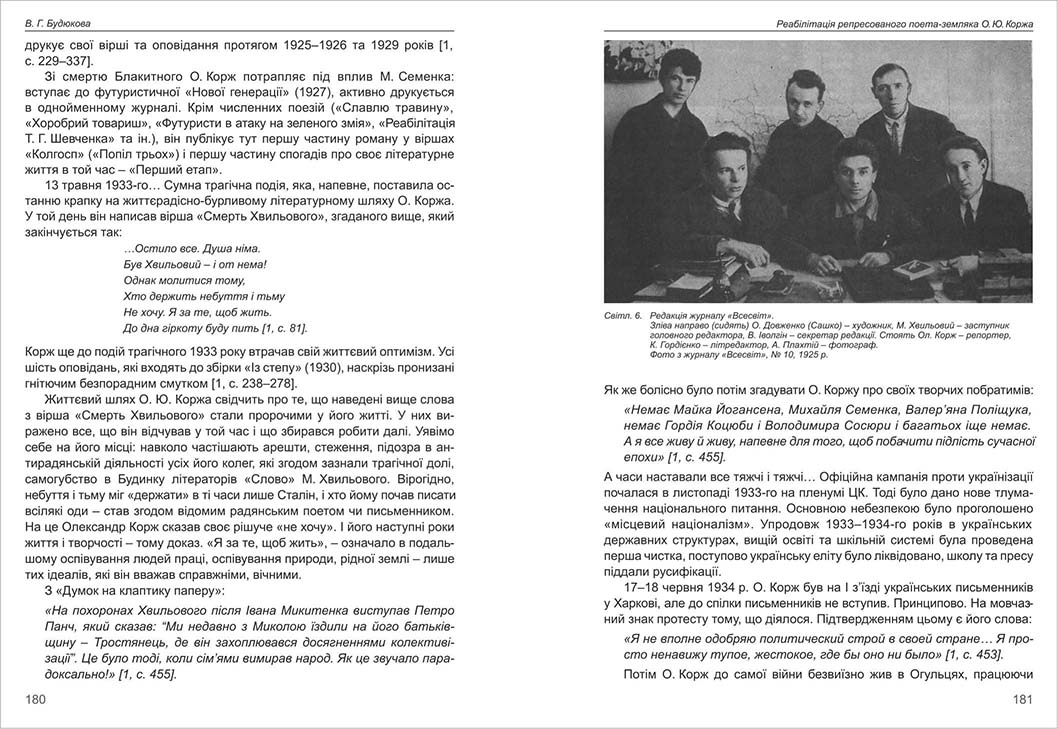 В. Г. Будюкова
друкує свої вірші та оповідання протягом 1925–1926 та 1929 років [1,
с. 229–337].
Зі смертю Блакитного О. Корж потрапляє під вплив М. Семенка:
вступає до футуристичної «Нової генерації» (1927), активно друкується
в однойменному журналі. Крім численних поезій («Славлю травину»,
«Хоробрий товариш», «Футуристи в атаку на зеленого змія», «Реабілітація
Т. Г. Шевченка» та ін.), він публікує тут першу частину роману у віршах
«Колгосп» («Попіл трьох») і першу частину спогадів про своє літературне
життя в той час – «Перший етап».
13 травня 1933-го… Сумна трагічна подія, яка, напевне, поставила ос-
танню крапку на життєрадісно-бурливому літературному шляху О. Коржа.
У той день він написав вірша «Смерть Хвильового», згаданого вище, який
закінчується так:
…Остило все. Душа німа.
Був Хвильовий – і от нема!
Однак молитися тому,
Хто держить небуття і тьму
Не хочу. Я за те, щоб жить.
До дна гіркоту буду пить [1, с. 81].
Корж ще до подій трагічного 1933 року втрачав свій життєвий оптимізм. Усі
шість оповідань, які входять до збірки «Із степу» (1930), наскрізь пронизані
гнітючим безпорадним смутком [1, с. 238–278].
Життєвий шлях О. Ю. Коржа свідчить про те, що наведені вище слова
з вірша «Смерть Хвильового» стали пророчими у його житті. У них ви-
ражено все, що він відчував у той час і що збирався робити далі. Уявімо
себе на його місці: навколо частішають арешти, стеження, підозра в ан-
тирадянській діяльності усіх його колег, які згодом зазнали трагічної долі,
самогубство в Будинку літераторів «Слово» М. Хвильового. Вірогідно,
небуття і тьму міг «держати» в ті часи лише Сталін, і хто йому почав писати
всілякі оди – став згодом відомим радянським поетом чи письменником.
На це Олександр Корж сказав своє рішуче «не хочу». І його наступні роки
життя і творчості – тому доказ. «Я за те, щоб жить», – означало в подаль-
шому оспівування людей праці, оспівування природи, рідної землі – лише
тих ідеалів, які він вважав справжніми, вічними.
З «Думок на клаптику паперу»:
«На похоронах Хвильового після Івана Микитенка виступав Петро
Панч, який сказав: “Ми недавно з Миколою їздили на його батьків-
щину – Тростянець, де він захоплювався досягненнями колективі-
зації”. Це було тоді, коли сім’ями вимирав народ. Як це звучало пара-
доксально!» [1, с. 455].
180
Реабілітація репресованого поета-земляка О. Ю. Коржа
Світл. 6. Редакція журналу «Всесвіт».
Зліва направо (сидять) О. Довженко (Сашко) – художник, М. Хвильовий – заступник
головного редактора, В. Іволгін – секретар редакції. Стоять Ол. Корж – репортер,
К. Гордієнко – літредактор, А. Плахтій – фотограф.
Фото з журналу «Всесвіт», № 10, 1925 р.
Як же болісно було потім згадувати О. Коржу про своїх творчих побратимів:
«Немає Майка Йогансена, Михайля Семенка, Валер’яна Поліщука,
немає Гордія Коцюби і Володимира Сосюри і багатьох іще немає.
А я все живу й живу, напевне для того, щоб побачити підлість сучасної
епохи» [1, с. 455].
А часи наставали все тяжчі і тяжчі… Офіційна кампанія проти українізації
почалася в листопаді 1933-го на пленумі ЦК. Тоді було дано нове тлума-
чення національного питання. Основною небезпекою було проголошено
«місцевий націоналізм». Упродовж 1933–1934-го років в українських
державних структурах, вищій освіті та шкільній системі була проведена
перша чистка, поступово українську еліту було ліквідовано, школу та пресу
піддали русифікації.
17–18 червня 1934 р. О. Корж був на І з’їзді українських письменників
у Харкові, але до спілки письменників не вступив. Принципово. На мовчаз-
ний знак протесту тому, що діялося. Підтвердженням цьому є його слова:
«Я не вполне одобряю политический строй в своей стране… Я про-
сто ненавижу тупое, жестокое, где бы оно ни было» [1, с. 453].
Потім О. Корж до самої війни безвиїзно жив в Огульцях, працюючи
181